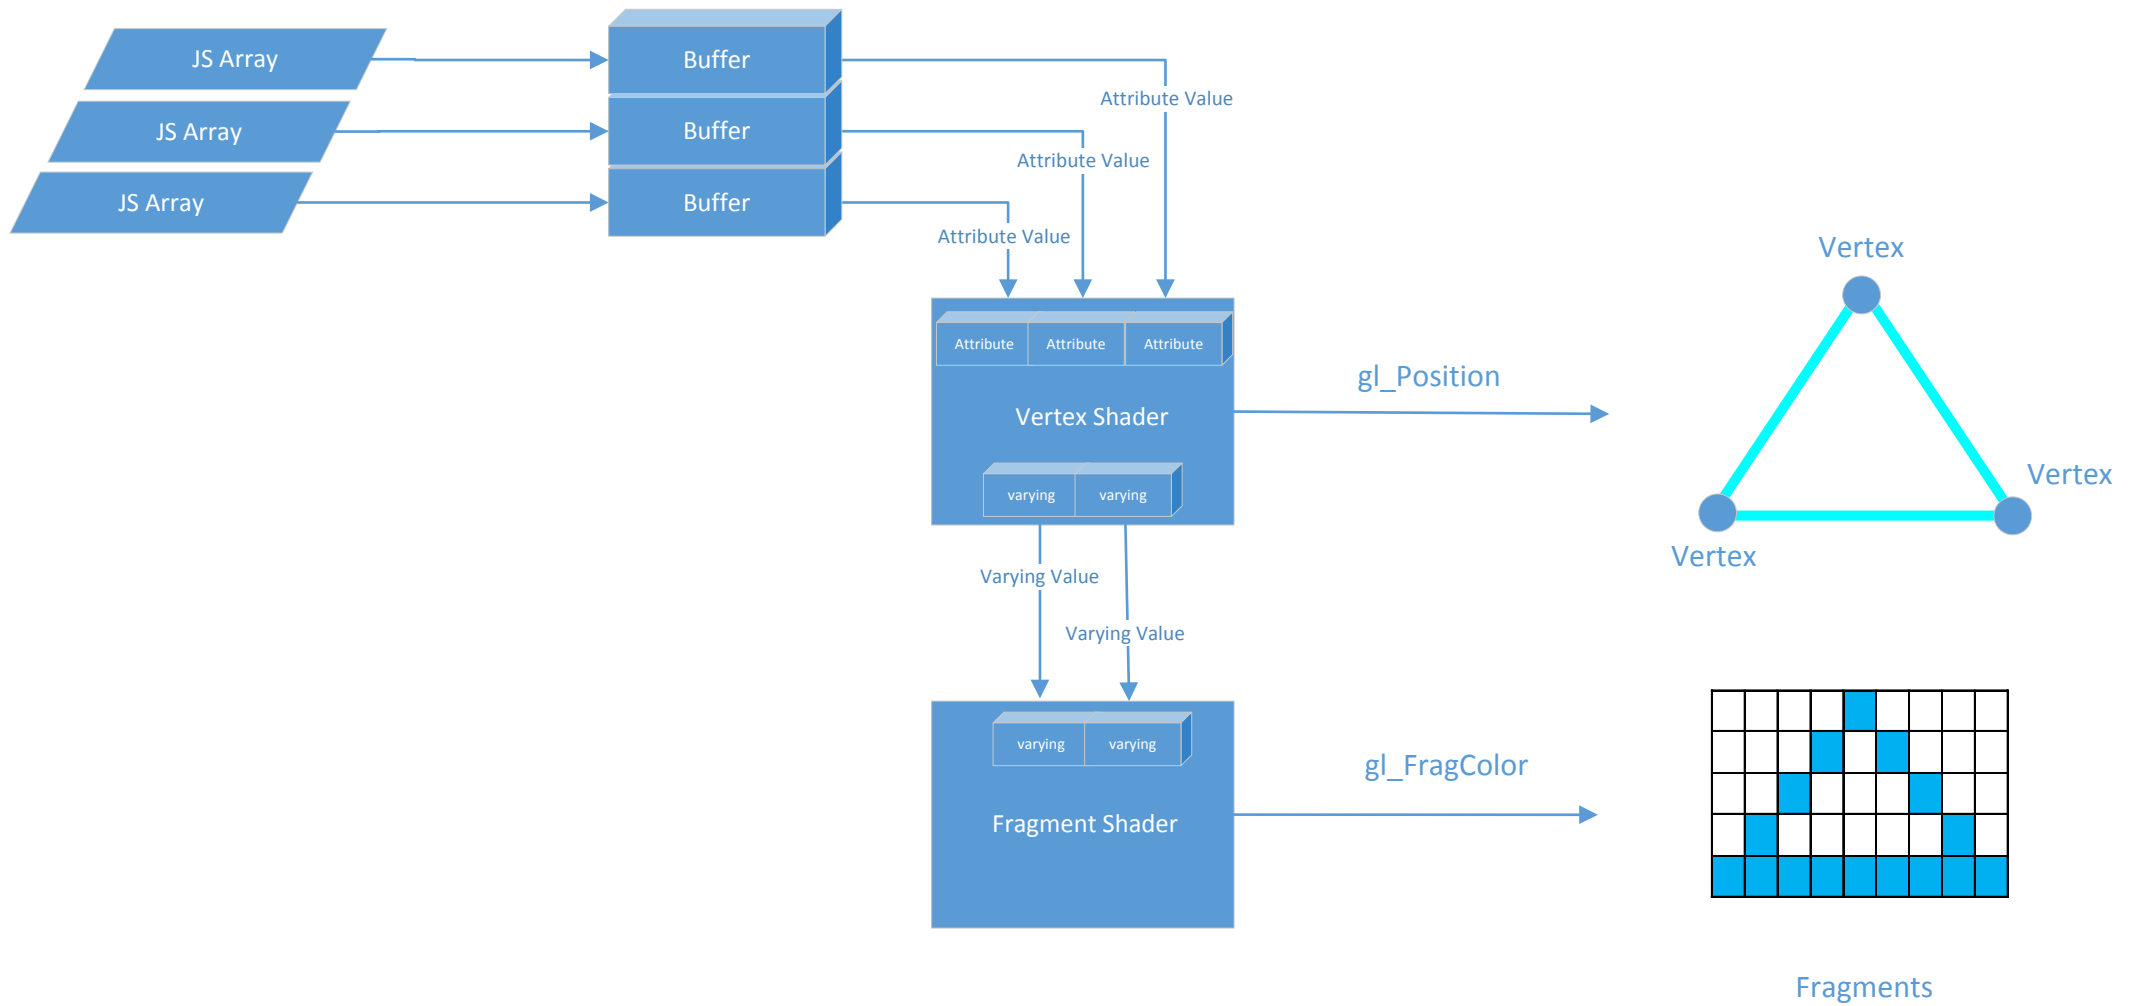 JS Array
Buffer
Attribute Value
JS Array
Buffer
Attribute Value
JS Array
Buffer
Attribute Value
Vertex
Attribute
Attribute
Attribute
gl_Position
Vertex Shader
Vertex
varying
varying
Vertex
Varying Value
Varying Value
varying
varying
gl_FragColor
Fragment Shader
Fragments